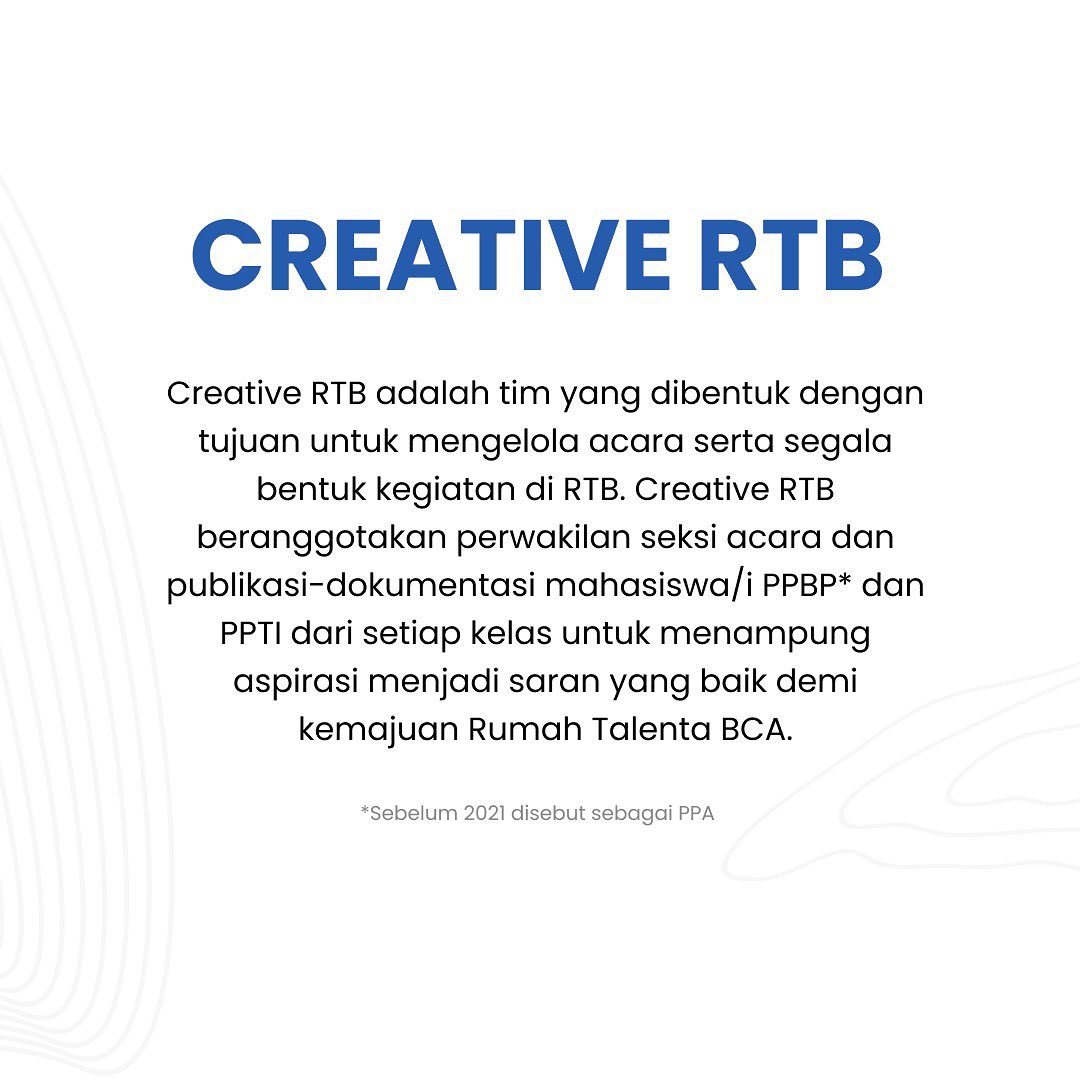 CREATIVE RTB
Creative RTB adalah tim yang dibentuk dengan
tujuan untuk mengelola acara serta segala
bentuk kegiatan di RTB. Creative RTB
beranggotakan perwakilan seksi acara dan
publikasi-dokumentasi mahasiswa/i PPBP* dan
PPTI dari setiap kelas untuk menampung
aspirasi menjadi saran yang baik demi
kemajuan Rumah Talenta BCA.
*Sebelum 2021 disebut sebagai PPA